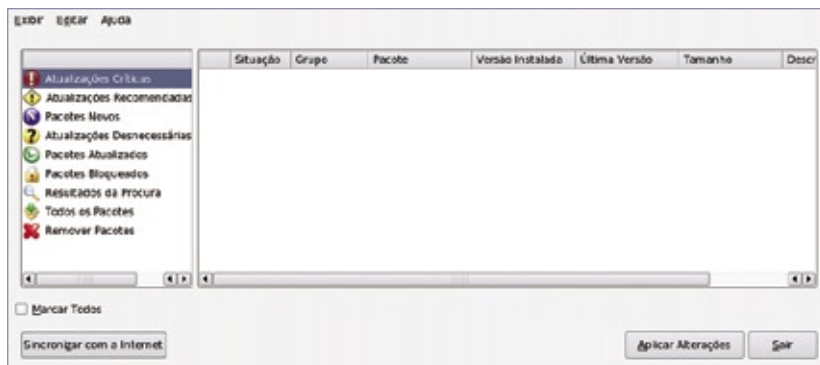 Exibir Editar Ajuda
Situação Grupo Pacote Versão Instalada Última Versão Tamanho Descr
Atualizações Críticas
Atualizações Recomendadas
Pacotes Novos
Atualizações Desnecessárias
Pacotes Atualizados
Pacotes Bloqueados
Resultados da Procura
Todos os Pacotes
Remover Pacotes
Marcar Todos
Sincronizar com a Internet Aplicar Alterações Sair